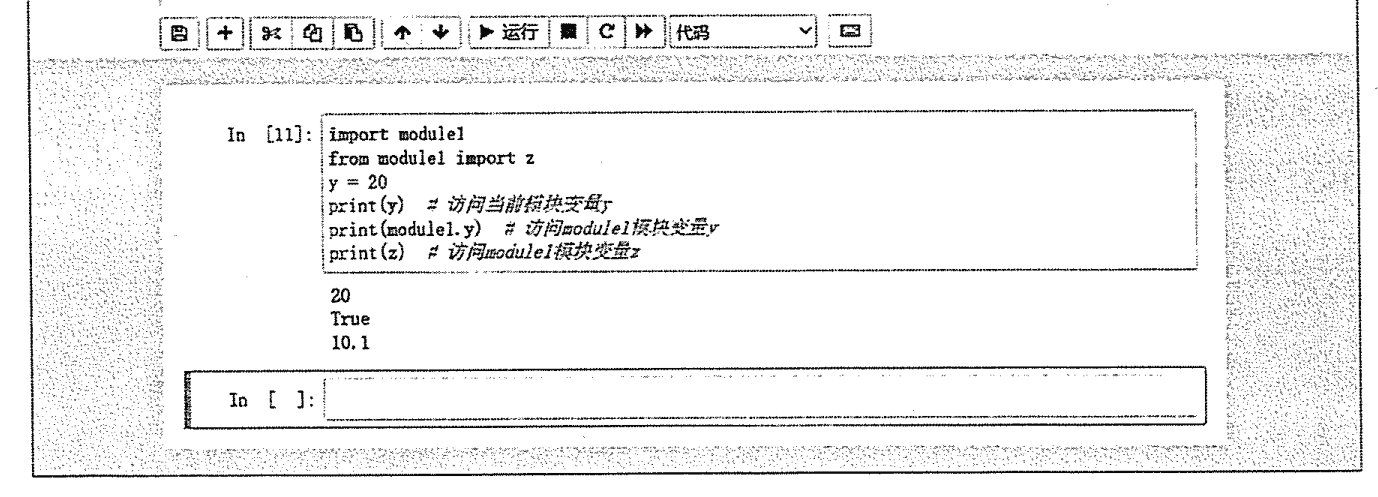 运行 代码
In [11]: import module1
from module1 import z
y = 20
print(y) # 访问当前模块变量y
print(module1.y) # 访问module1模块变量y
print(z) # 访问module1模块变量z
20
True
10.1
In [ ]: